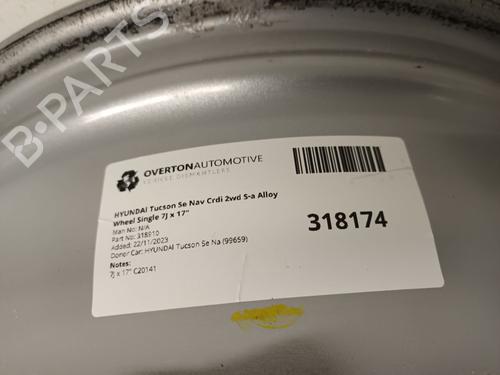 B-PARTS
OVERTONAUTOMOTIVE
VEHICLE DISMANTLERS
HYUNDAI Tucson Se Nav Crdi 2wd S-a Alloy
Wheel Single 7J x 17"
Man No: N/A
Part No: 318910
Added: 22/11/2023
Donor Car: HYUNDAI Tucson Se Na (99659)
Notes:
7J x 17" C20141
318174